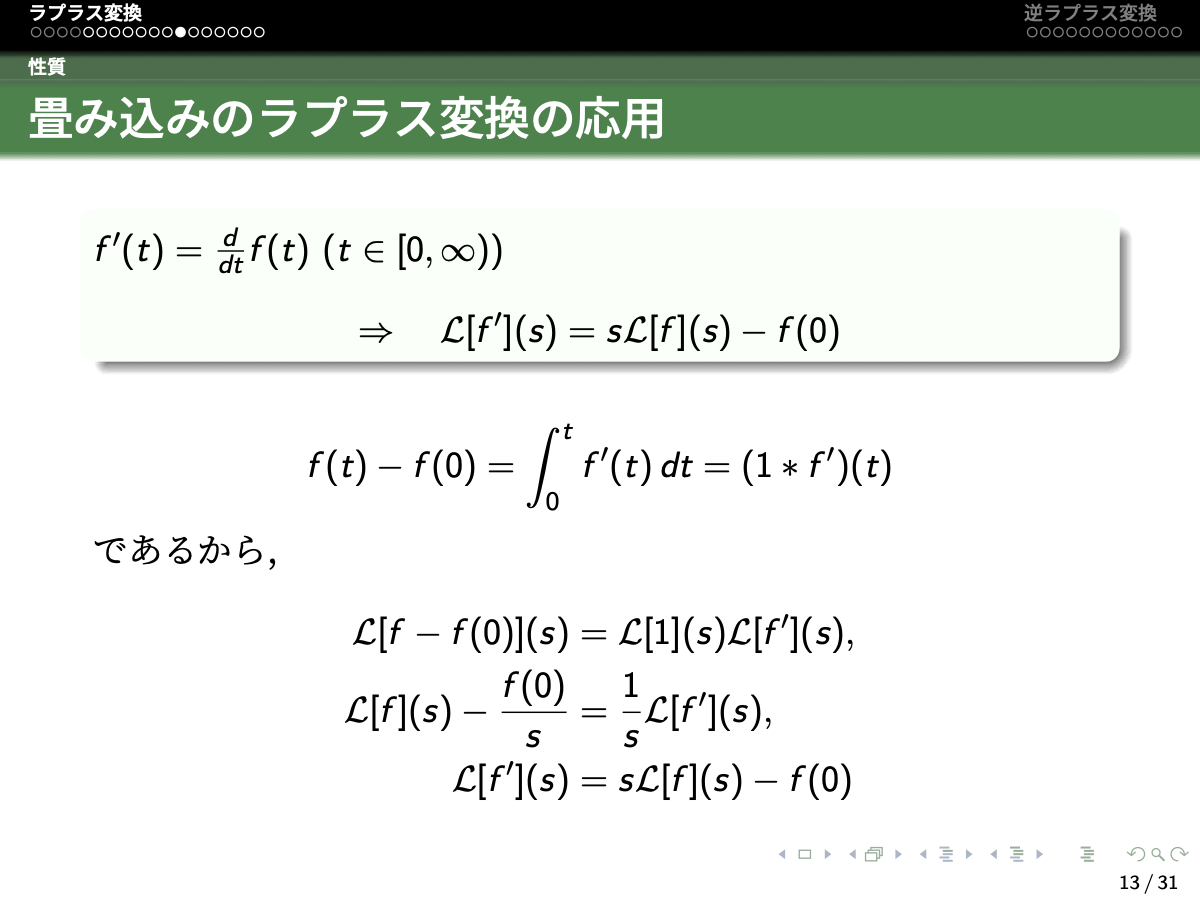 ラプラス変換 逆ラプラス変換
性質
畳み込みのラプラス変換の応用
f′(t) = d/dt f(t) (t ∈ [0, ∞))
⇒ ℒ[f′](s) = sℒ[f](s) − f(0)
f(t) − f(0) = ∫₀ᵗ f′(t) dt = (1 ∗ f′)(t)
であるから,
ℒ[f − f(0)](s) = ℒ[1](s)ℒ[f′](s),
ℒ[f](s) − f(0)/s = 1/s ℒ[f′](s),
ℒ[f′](s) = sℒ[f](s) − f(0)
13 / 31